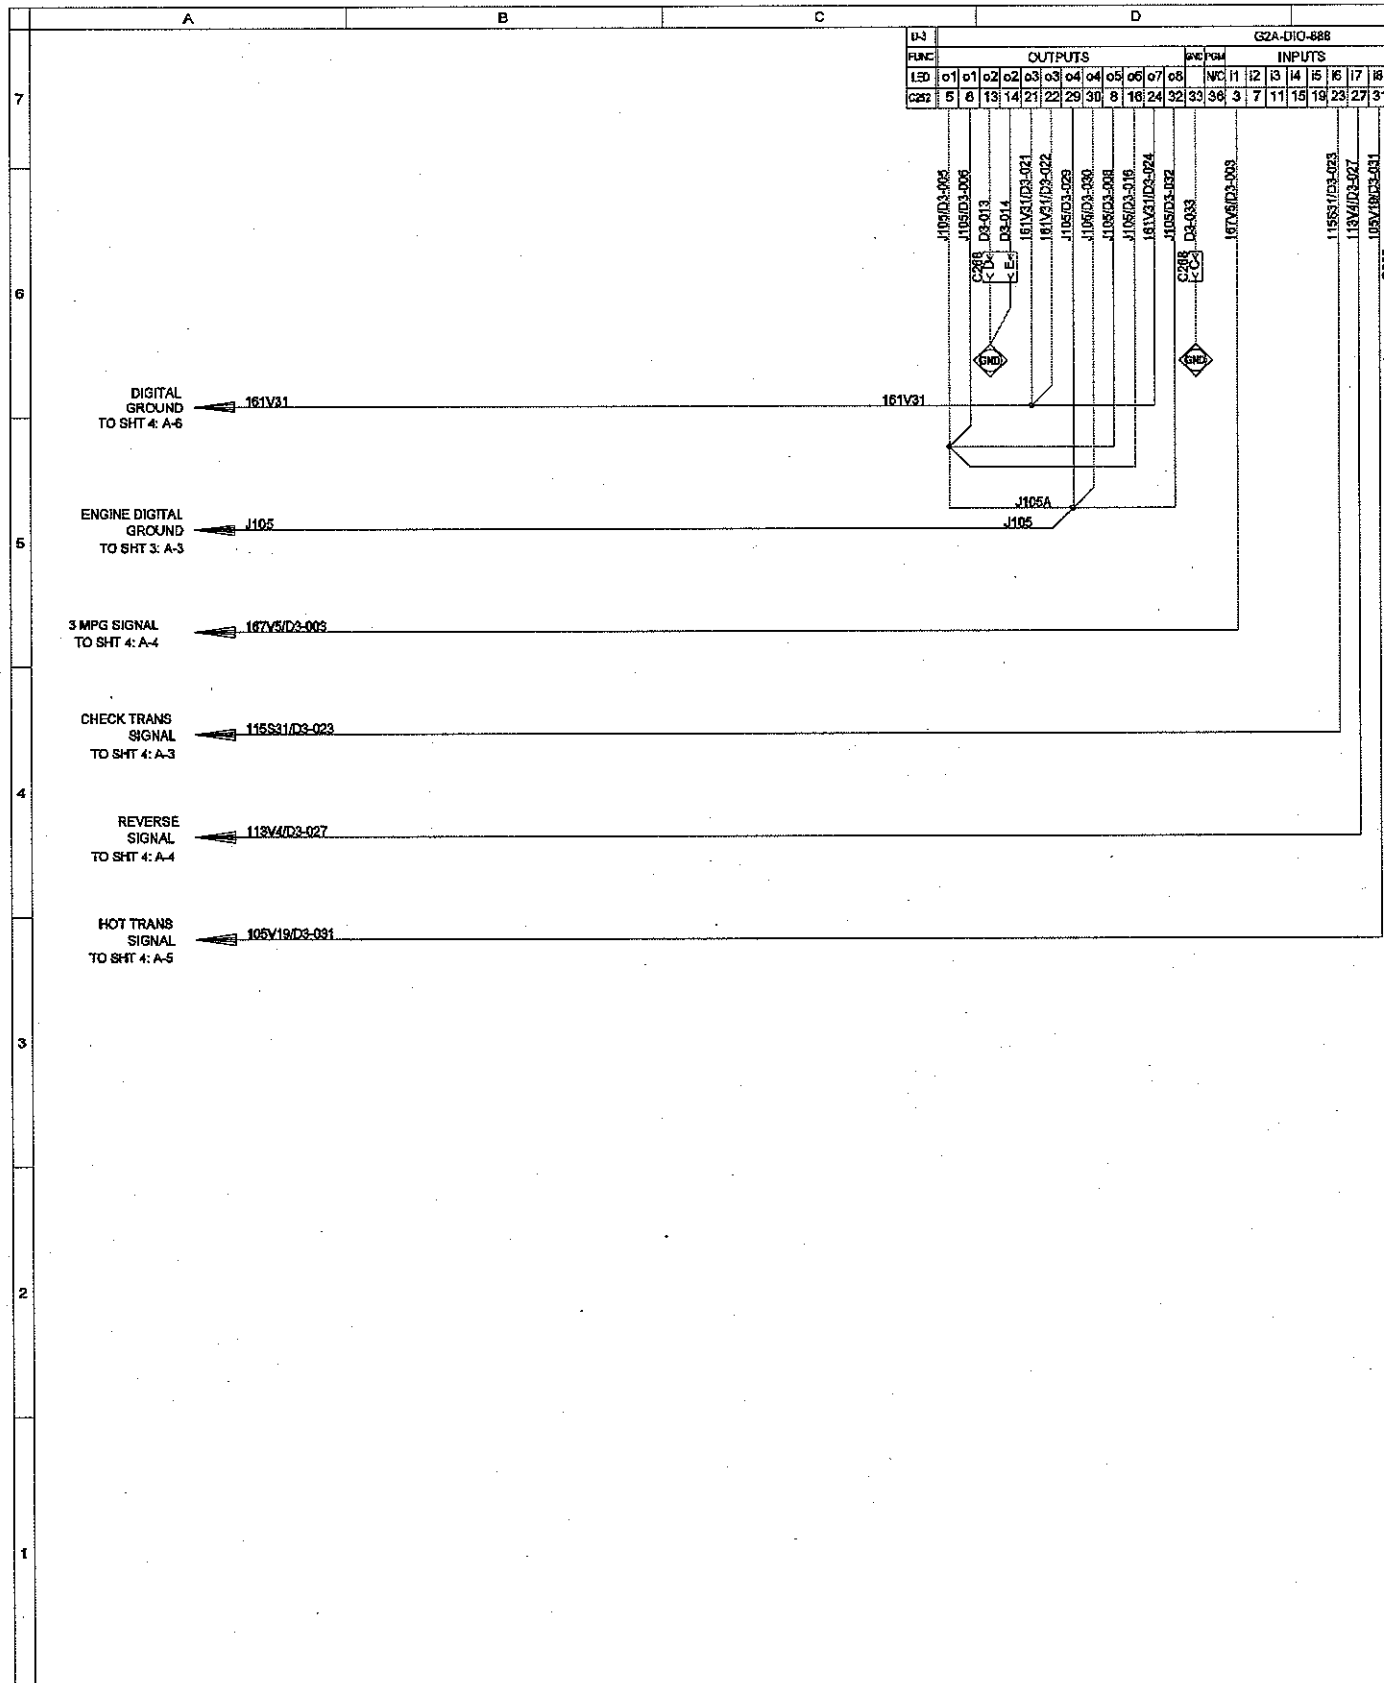 A B C D
D-3 G2A-DIO-888
FUNC OUTPUTS GND PGM INPUTS
LED o1 o1 o2 o2 o3 o3 o4 o4 o5 o6 o7 o8 N/C i1 i2 i3 i4 i5 i6 i7 i8
C252 5 6 13 14 21 22 29 30 8 16 24 32 33 36 3 7 11 15 19 23 27 31
7
J105/D3-005
J105/D3-006
D3-013
D3-014
161V31/D3-021
161V31/D3-022
J105/D3-029
J105/D3-030
J105/D3-008
J105/D3-016
161V31/D3-024
J105/D3-032
D3-033
167V5/D3-003
115S31/D3-023
113V4/D3-027
105V19/D3-031
C268 D E
C268 C
6
GND GND
DIGITAL
GROUND
TO SHT 4: A-6
161V31 161V31
5
ENGINE DIGITAL
GROUND
TO SHT 3: A-3
J105 J105
J105A
3 MPG SIGNAL
TO SHT 4: A-4
167V5/D3-003
CHECK TRANS
SIGNAL
TO SHT 4: A-3
115S31/D3-023
4
REVERSE
SIGNAL
TO SHT 4: A-4
113V4/D3-027
HOT TRANS
SIGNAL
TO SHT 4: A-5
105V19/D3-031
3
2
1